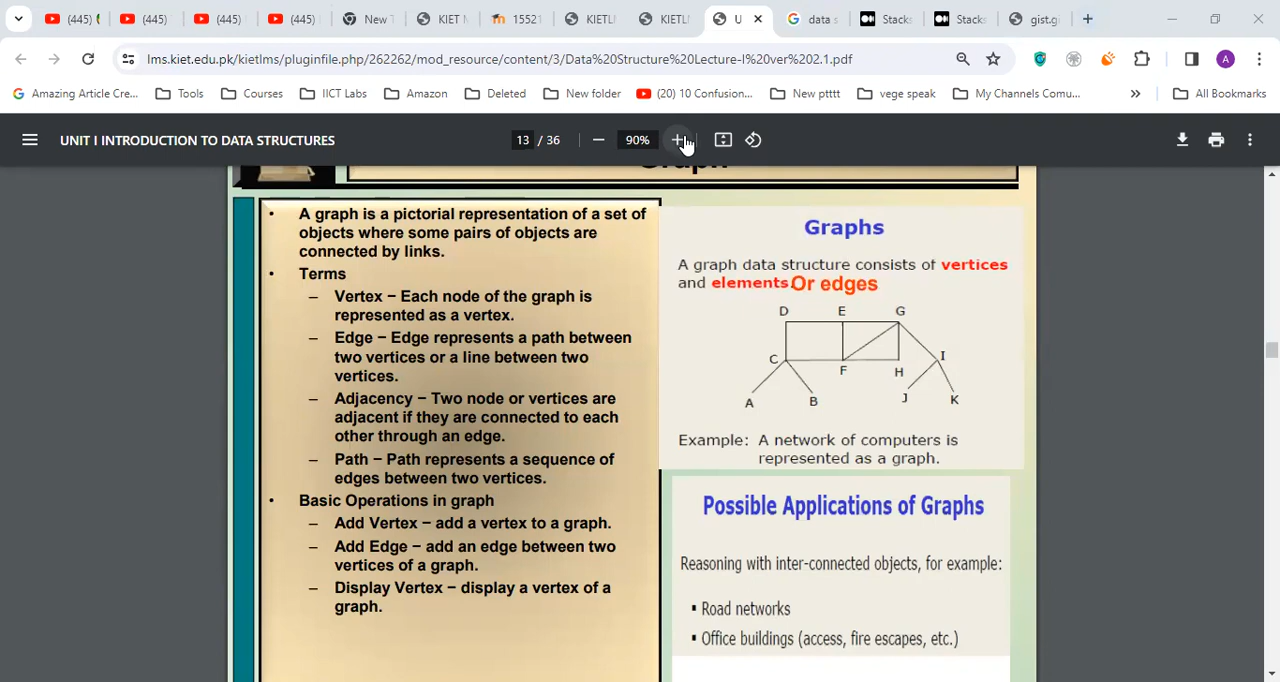 (445)
(445)
(445)
(445)
New T
KIET M
15521
KIETL
KIETL
U
data s
Stacks
Stacks
gist.gi
lms.kiet.edu.pk/kietlms/pluginfile.php/262262/mod_resource/content/3/Data%20Structure%20Lecture-I%20ver%202.1.pdf
A
Amazing Article Cre...
Tools
Courses
IICT Labs
Amazon
Deleted
New folder
(20) 10 Confusion...
New ptttt
vege speak
My Channels Comu...
»
All Bookmarks
UNIT I INTRODUCTION TO DATA STRUCTURES
13 / 36
90%
Graph
• A graph is a pictorial representation of a set of
objects where some pairs of objects are
connected by links.
• Terms
– Vertex − Each node of the graph is
represented as a vertex.
– Edge − Edge represents a path between
two vertices or a line between two
vertices.
– Adjacency − Two node or vertices are
adjacent if they are connected to each
other through an edge.
– Path − Path represents a sequence of
edges between two vertices.
• Basic Operations in graph
– Add Vertex − add a vertex to a graph.
– Add Edge − add an edge between two
vertices of a graph.
– Display Vertex − display a vertex of a
graph.
Graphs
A graph data structure consists of vertices
and elements. Or edges
D E G
C F H I
A B J K
Example: A network of computers is
represented as a graph.
Possible Applications of Graphs
Reasoning with inter-connected objects, for example:
▪ Road networks
▪ Office buildings (access, fire escapes, etc.)